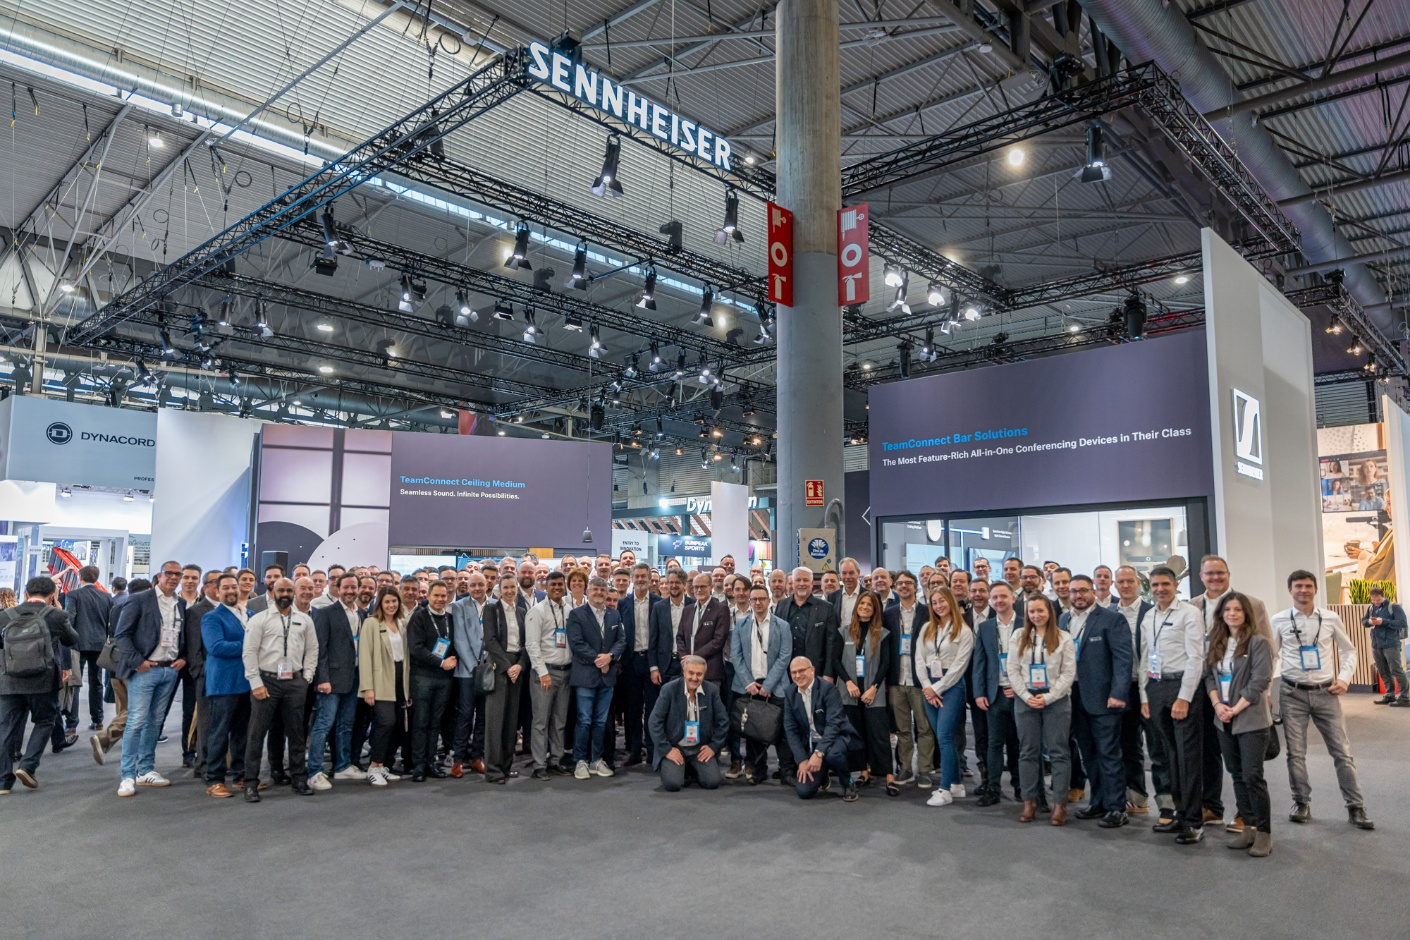 SENNHEISER
DYNACORD
PROFES
TeamConnect Ceiling Medium
Seamless Sound. Infinite Possibilities.
TeamConnect Bar Solutions
The Most Feature-Rich All-in-One Conferencing Devices in Their Class
SENNHEISER